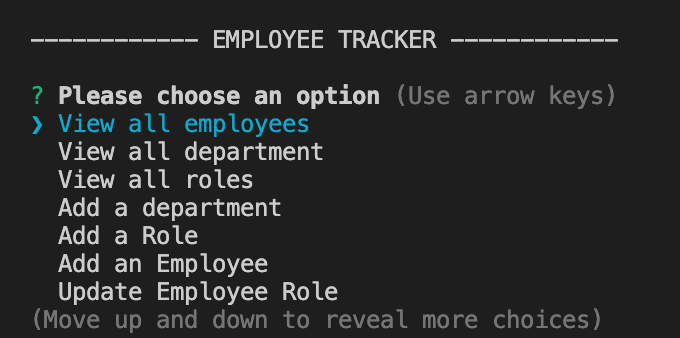 ------------ EMPLOYEE TRACKER ------------
? Please choose an option (Use arrow keys)
❯ View all employees
View all department
View all roles
Add a department
Add a Role
Add an Employee
Update Employee Role
(Move up and down to reveal more choices)